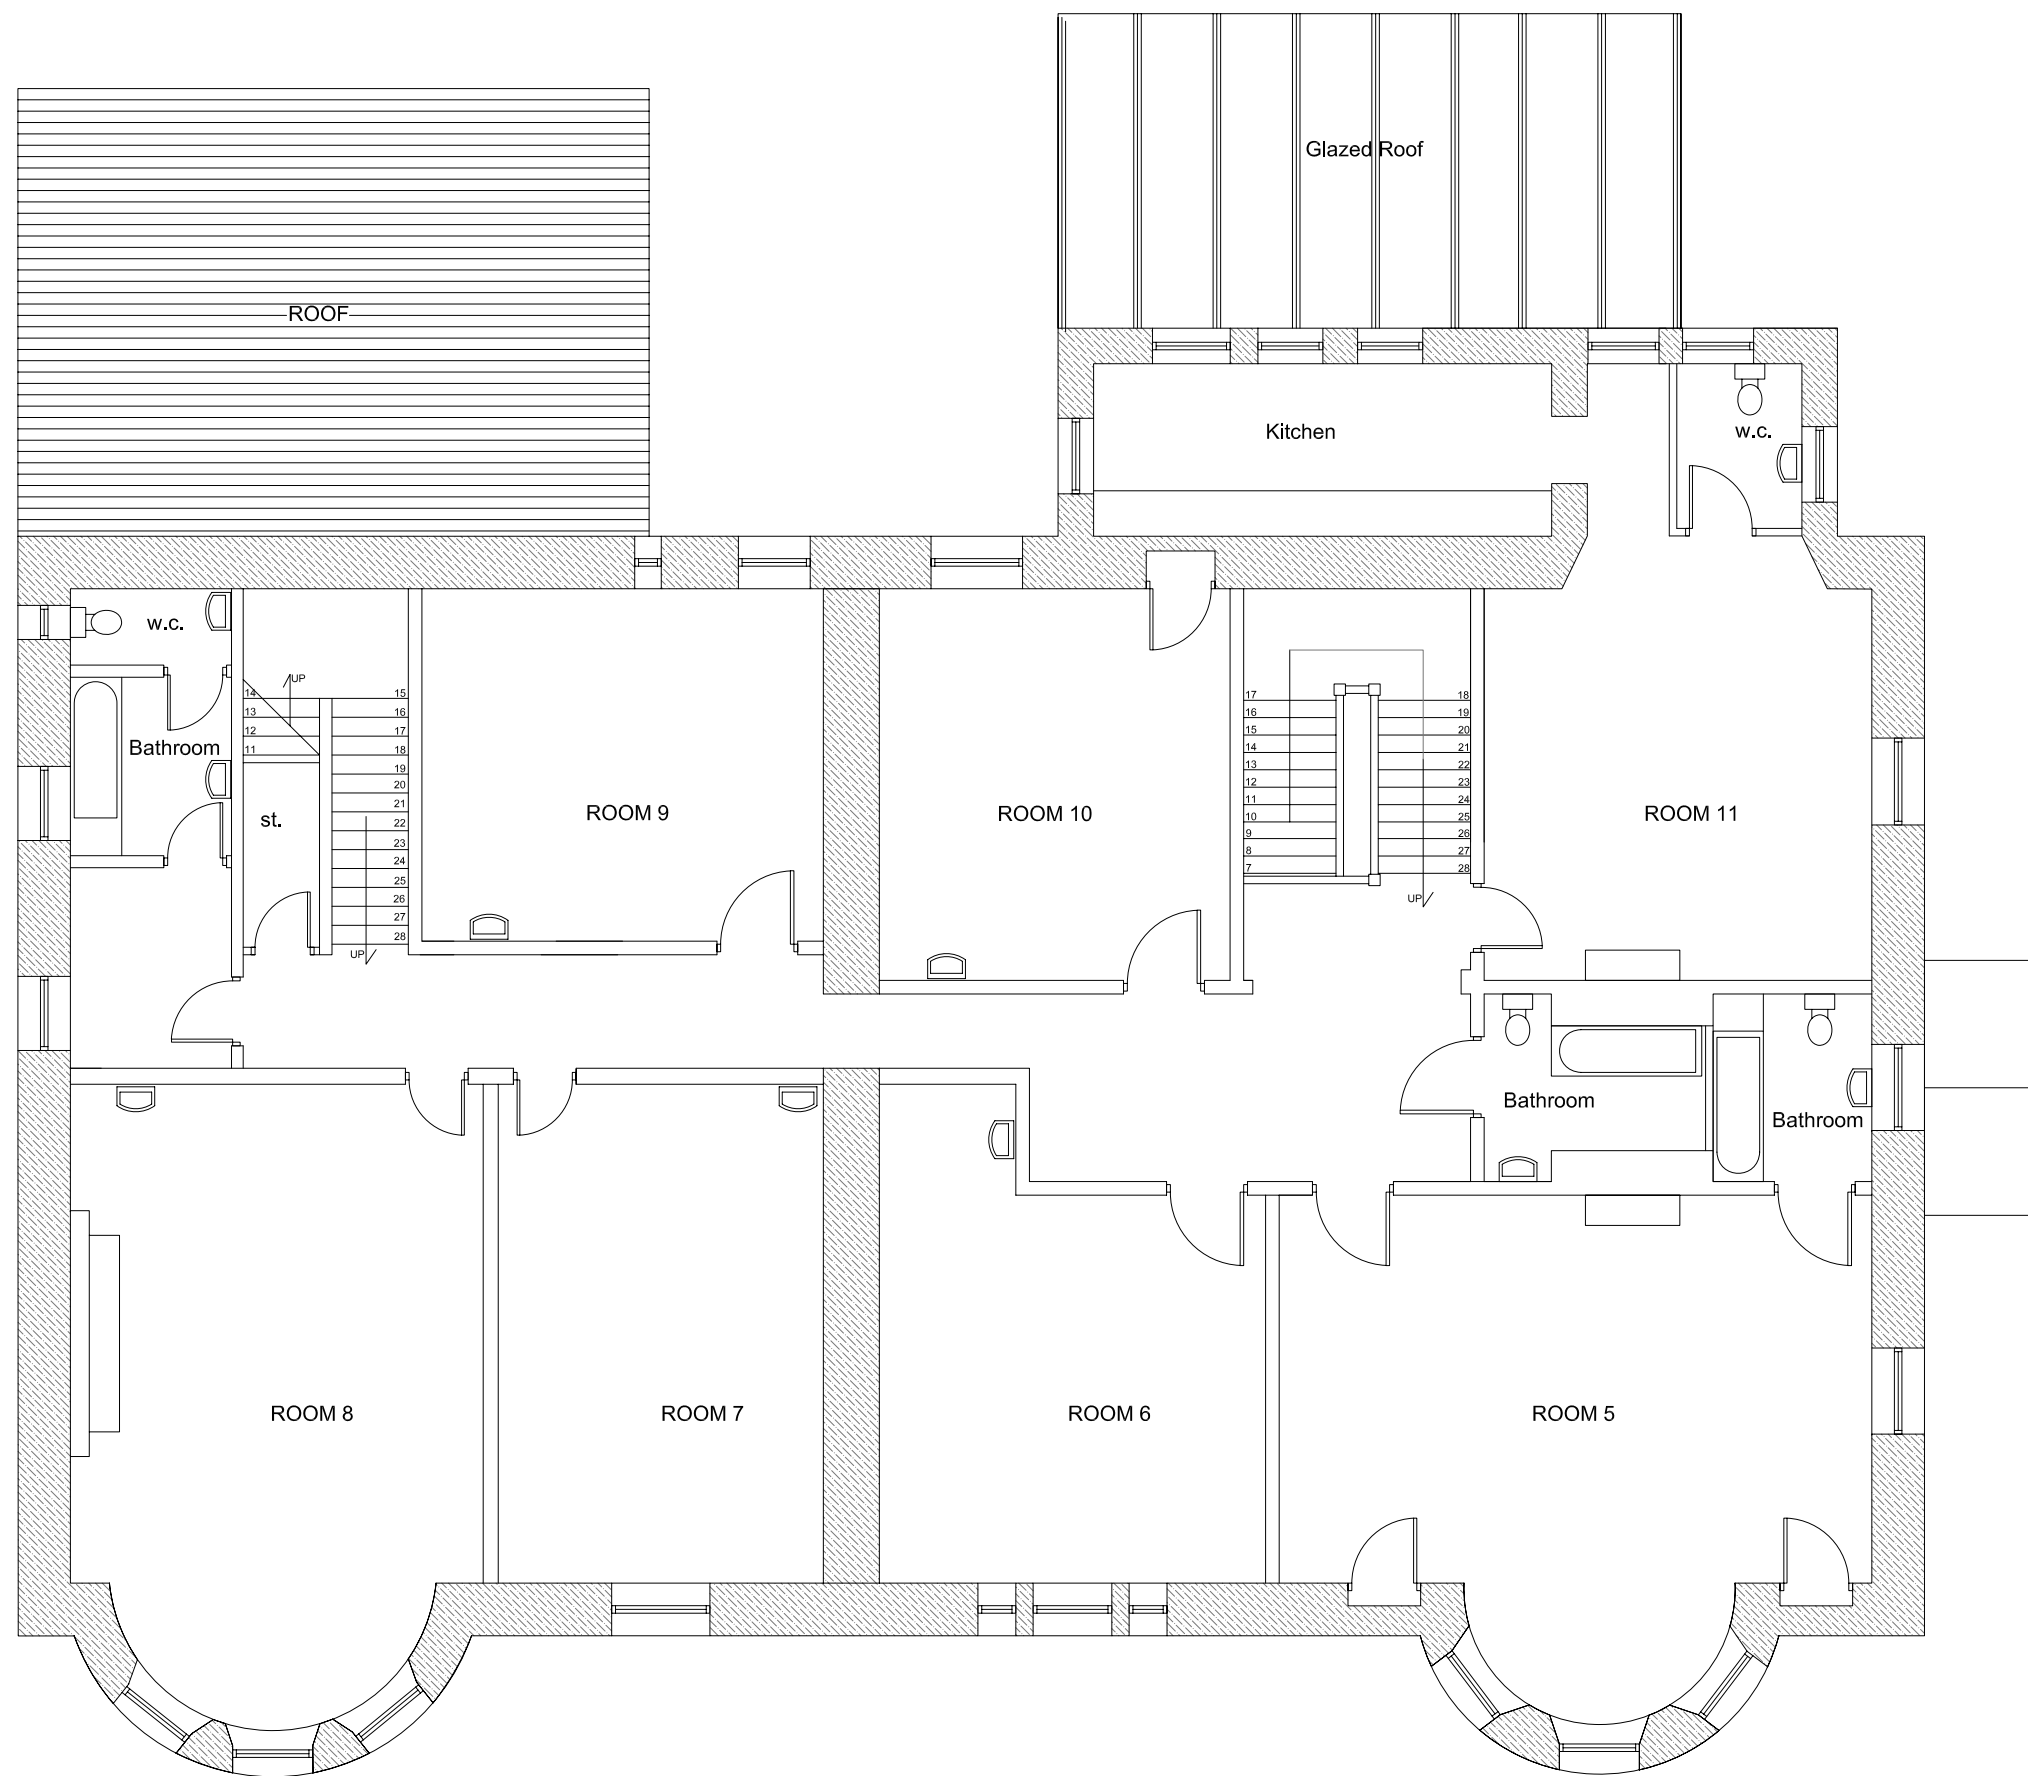 Glazed Roof
ROOF
Kitchen
w.c.
w.c.
UP
14
13
12
11
15
16
17
18
19
20
21
22
23
24
25
26
27
28
UP
Bathroom
st.
ROOM 9
ROOM 10
17
16
15
14
13
12
11
10
9
8
7
18
19
20
21
22
23
24
25
26
27
28
UP
ROOM 11
Bathroom
Bathroom
ROOM 8
ROOM 7
ROOM 6
ROOM 5